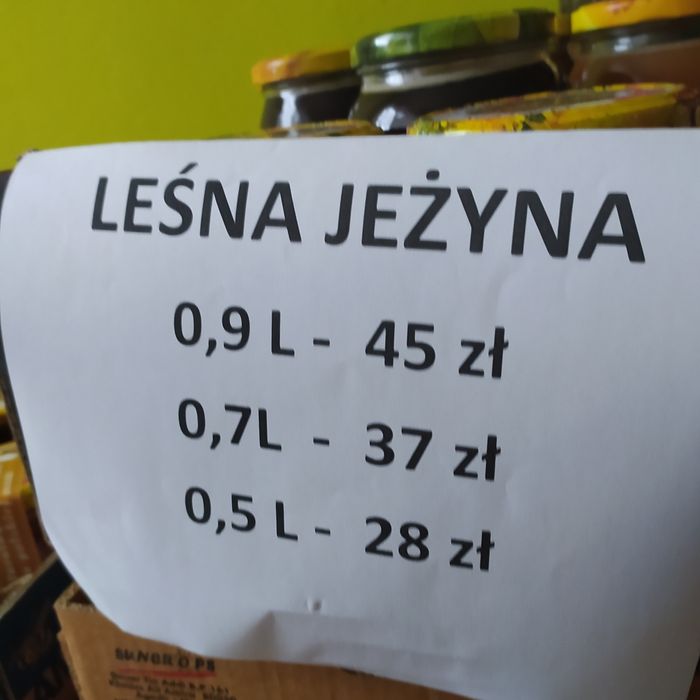 LEŚNA JEŻYNA
0,9 L - 45 zł
0,7L - 37 zł
0,5 L - 28 zł